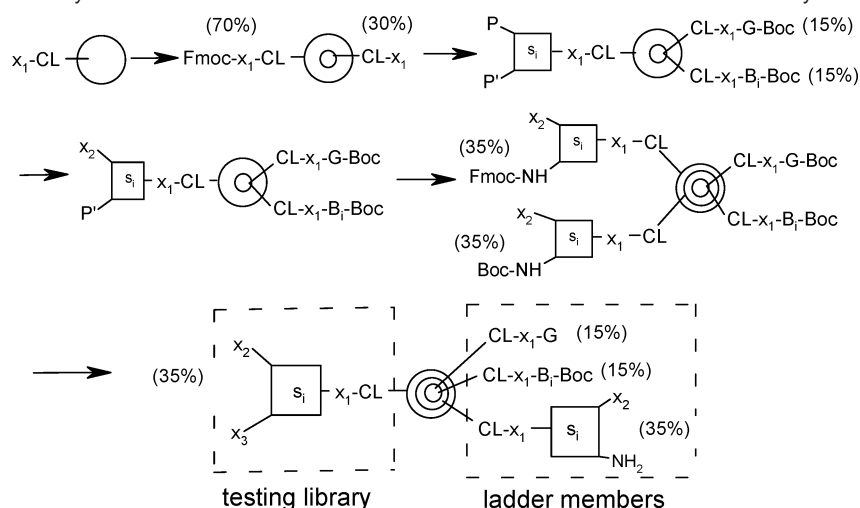 (70%) (30%)
x₁-CL Fmoc-x₁-CL CL-x₁
P P' sᵢ x₁-CL CL-x₁-G-Boc (15%)
CL-x₁-Bᵢ-Boc (15%)
x₂ P' sᵢ x₁-CL CL-x₁-G-Boc
CL-x₁-Bᵢ-Boc
(35%) x₂ sᵢ x₁-CL
Fmoc-NH
(35%) x₂ sᵢ x₁-CL
Boc-NH
CL-x₁-G-Boc
CL-x₁-Bᵢ-Boc
(35%) x₂ x₃ sᵢ x₁-CL
CL-x₁-G (15%)
CL-x₁-Bᵢ-Boc (15%)
CL-x₁ sᵢ x₂ (35%)
NH₂
testing library
ladder members